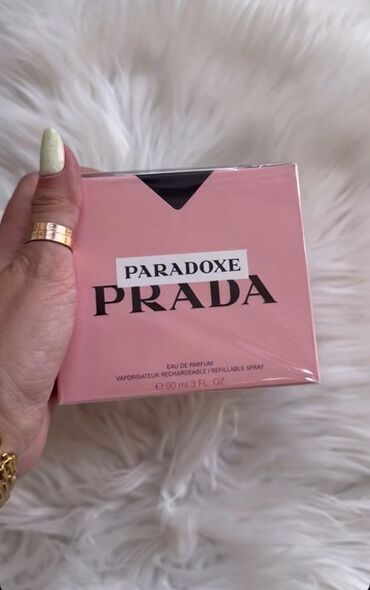 PARADOXE
PRADA
EAU DE PARFUM
VAPORISATEUR RECHARGEABLE / REFILLABLE SPRAY
℮ 90 ml 3 FL. OZ.